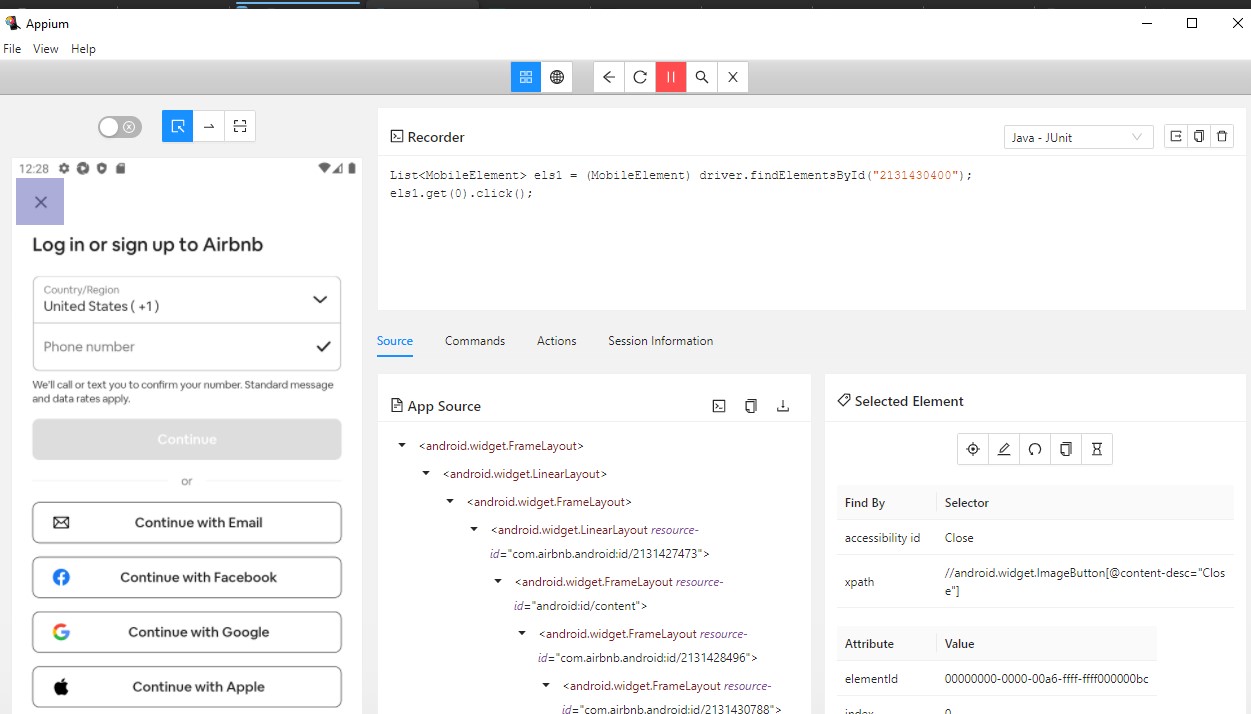 Appium
File View Help
Recorder
Java - JUnit
List<MobileElement> els1 = (MobileElement) driver.findElementsById("2131430400");
els1.get(0).click();
12:28
Log in or sign up to Airbnb
Country/Region
United States ( +1 )
Phone number
We'll call or text you to confirm your number. Standard message
and data rates apply.
Continue
or
Continue with Email
Continue with Facebook
Continue with Google
Continue with Apple
Source Commands Actions Session Information
App Source
<android.widget.FrameLayout>
<android.widget.LinearLayout>
<android.widget.FrameLayout>
<android.widget.LinearLayout resource-
id="com.airbnb.android:id/2131427473">
<android.widget.FrameLayout resource-
id="android:id/content">
<android.widget.FrameLayout resource-
id="com.airbnb.android:id/2131428496">
<android.widget.FrameLayout resource-
id="com.airbnb.android:id/2131430788">
Selected Element
Find By Selector
accessibility id Close
xpath //android.widget.ImageButton[@content-desc="Clos
e"]
Attribute Value
elementId 00000000-0000-00a6-ffff-ffff000000bc
index 0